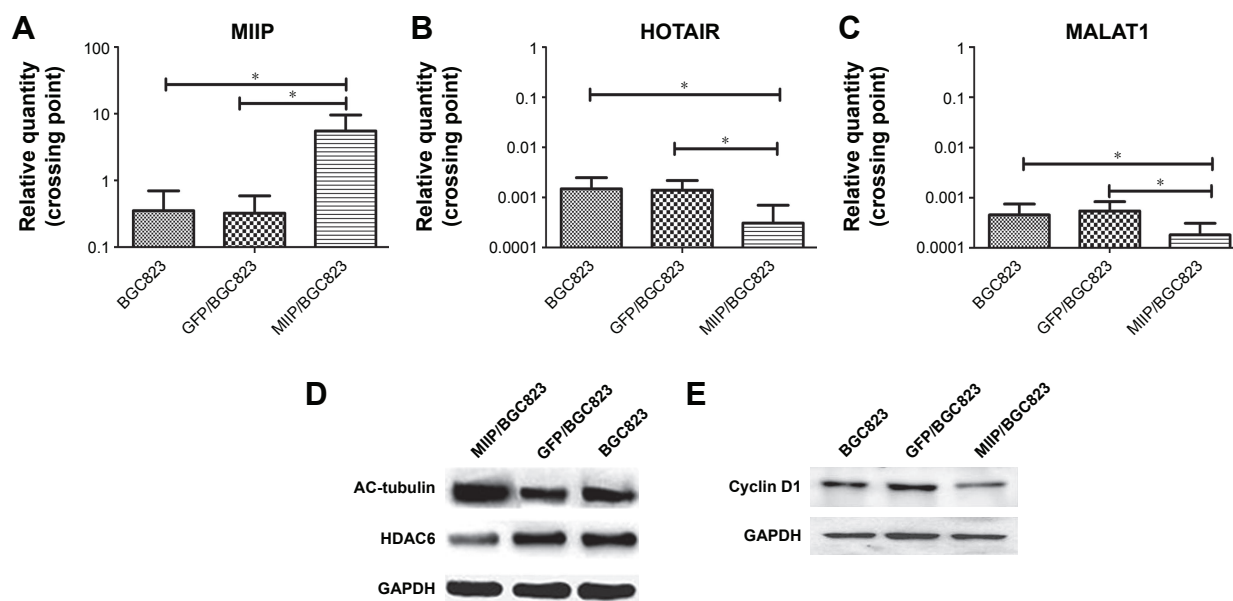 A
MIIP
Relative quantity
(crossing point)
100
10
1
0.1
*
*
BGC823
GFP/BGC823
MIIP/BGC823
B
HOTAIR
Relative quantity
(crossing point)
1
0.1
0.01
0.001
0.0001
*
*
BGC823
GFP/BGC823
MIIP/BGC823
C
MALAT1
Relative quantity
(crossing point)
1
0.1
0.01
0.001
0.0001
*
*
BGC823
GFP/BGC823
MIIP/BGC823
D
MIIP/BGC823
GFP/BGC823
BGC823
AC-tubulin
HDAC6
GAPDH
E
BGC823
GFP/BGC823
MIIP/BGC823
Cyclin D1
GAPDH